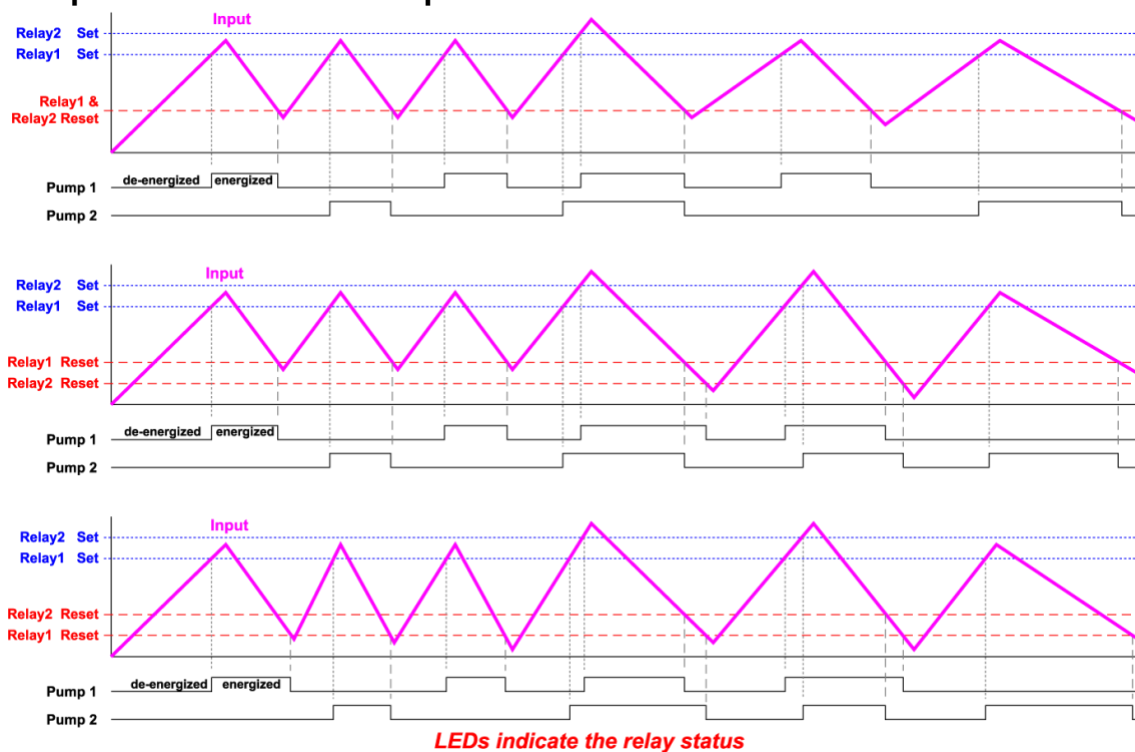 Input
Relay2 Set
Relay1 Set
Relay1 &
Relay2 Reset
de-energized energized
Pump 1
Pump 2
Input
Relay2 Set
Relay1 Set
Relay1 Reset
Relay2 Reset
de-energized energized
Pump 1
Pump 2
Input
Relay2 Set
Relay1 Set
Relay2 Reset
Relay1 Reset
de-energized energized
Pump 1
Pump 2
LEDs indicate the relay status